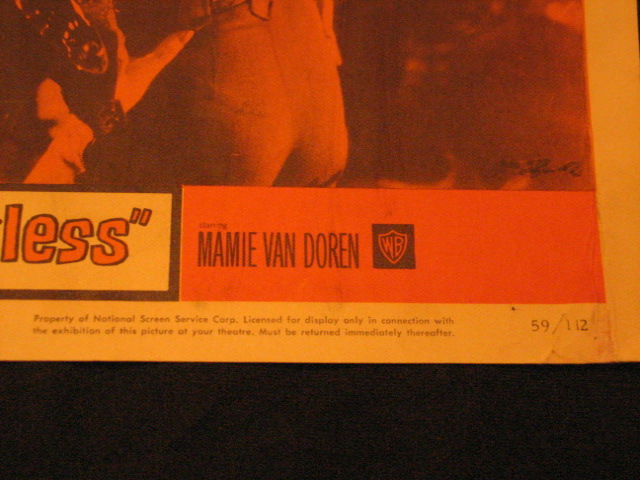 less"
starring
MAMIE VAN DOREN
WB
Property of National Screen Service Corp. Licensed for display only in connection with
the exhibition of this picture at your theatre. Must be returned immediately thereafter.
59/112